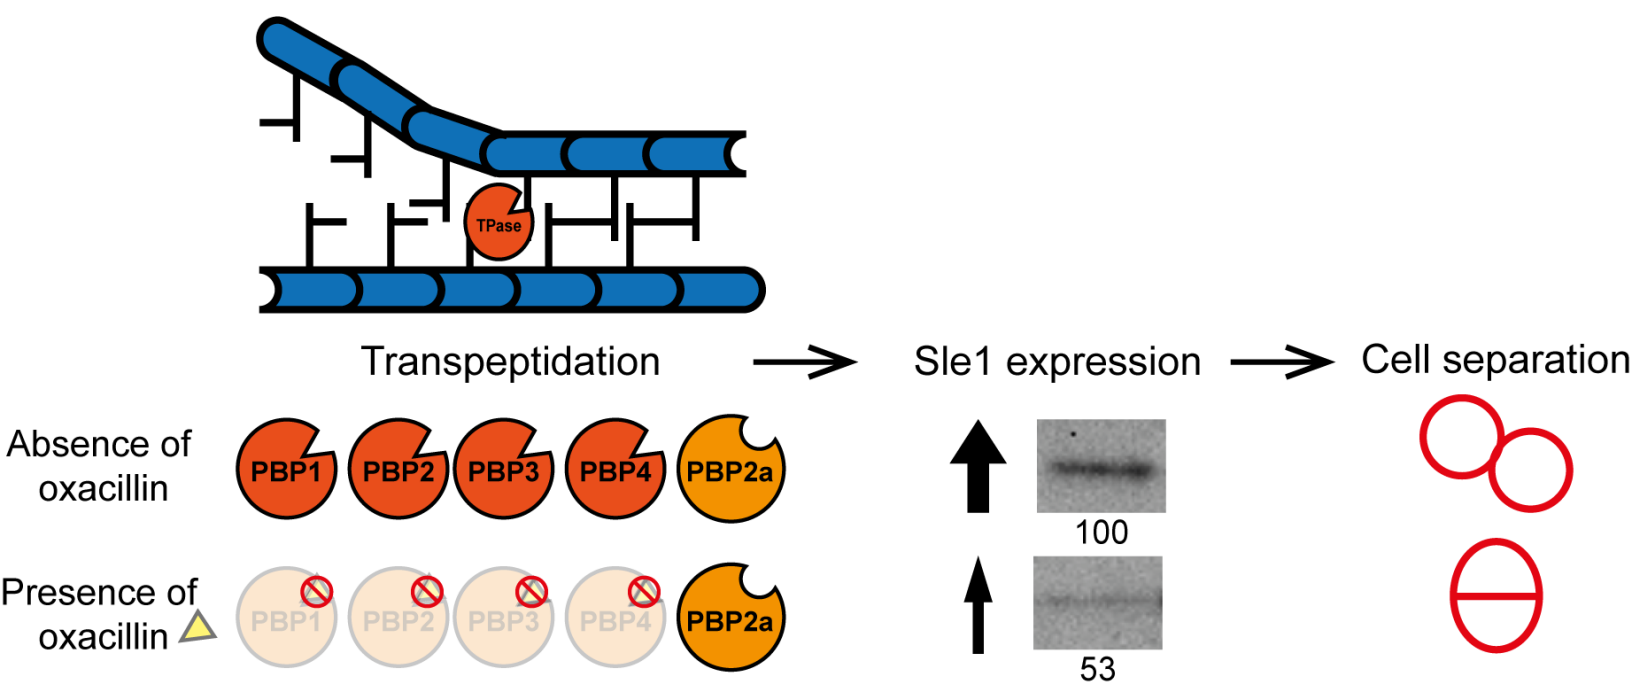 TPase
Transpeptidation
Sle1 expression
Cell separation
Absence of
oxacillin
PBP1
PBP2
PBP3
PBP4
PBP2a
100
Presence of
oxacillin
PBP1
PBP2
PBP3
PBP4
PBP2a
53